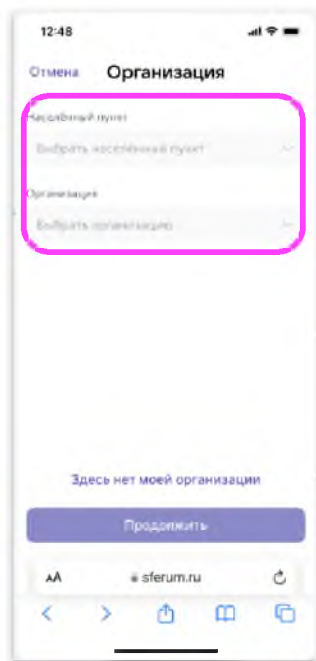 12:48
Отмена Организация
Населённый пункт
Выбрать населённый пункт
Организация
Выбрать организацию
Здесь нет моей организации
Продолжить
AA sferum.ru